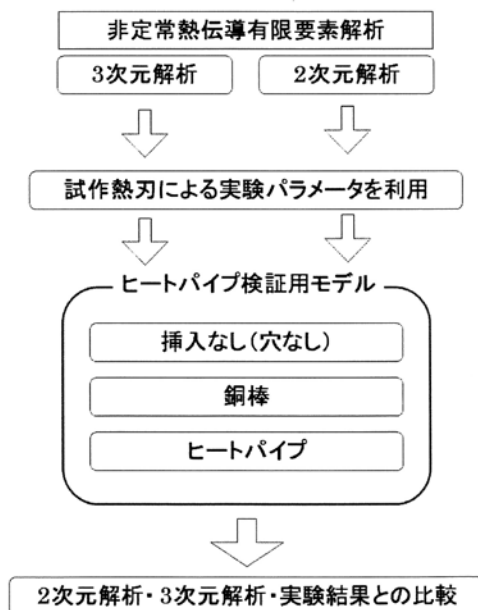 非定常熱伝導有限要素解析
3次元解析
2次元解析
試作熱刃による実験パラメータを利用
ヒートパイプ検証用モデル
挿入なし(穴なし)
銅棒
ヒートパイプ
2次元解析・3次元解析・実験結果との比較